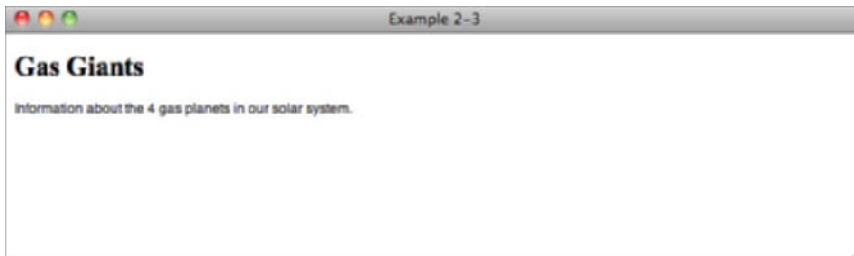 Example 2-3
Gas Giants
Information about the 4 gas planets in our solar system.